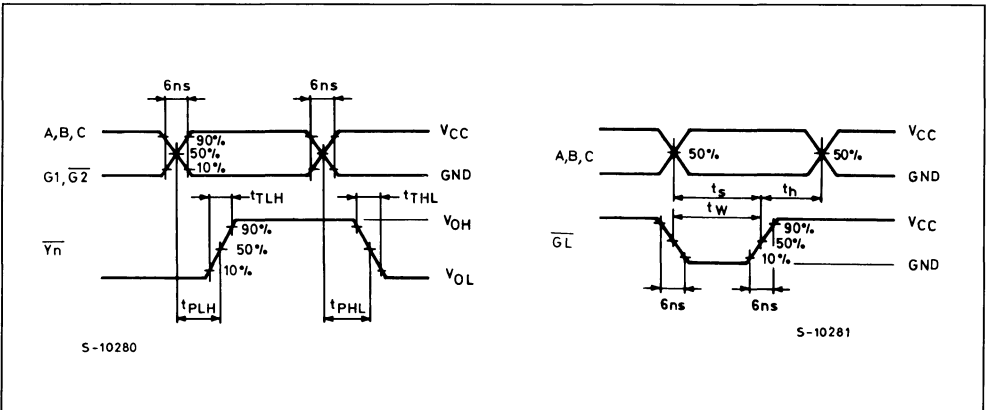 6ns 6ns
A,B,C 90% VCC
50%
G1, G2 10% GND
tTLH tTHL
VOH
90%
Yn 50%
10%
VOL
tPLH tPHL
S-10280
VCC
A,B,C 50% 50%
GND
ts th
tW
VCC
90%
GL 50%
10% GND
6ns 6ns
S-10281